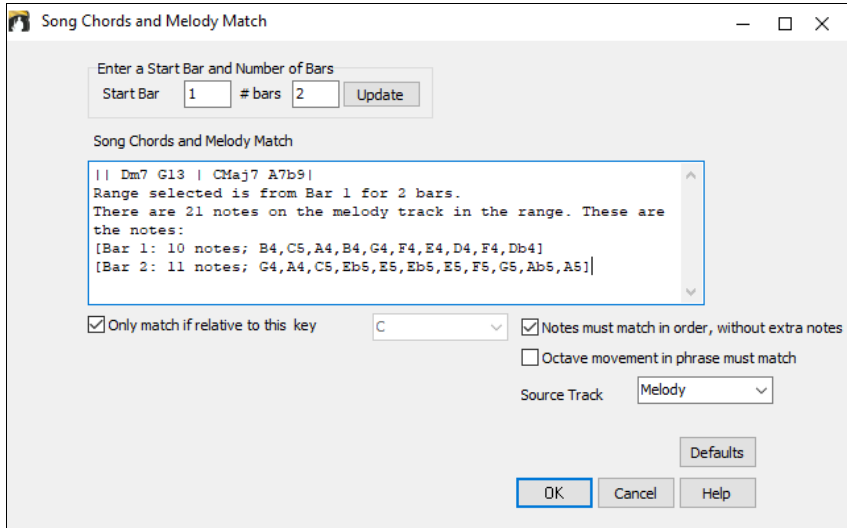 Song Chords and Melody Match
Enter a Start Bar and Number of Bars
Start Bar 1 # bars 2 Update
Song Chords and Melody Match
|| Dm7 G13 | CMaj7 A7b9|
Range selected is from Bar 1 for 2 bars.
There are 21 notes on the melody track in the range. These are
the notes:
[Bar 1: 10 notes; B4,C5,A4,B4,G4,F4,E4,D4,F4,Db4]
[Bar 2: 11 notes; G4,A4,C5,Eb5,E5,Eb5,E5,F5,G5,Ab5,A5]
Only match if relative to this key C Notes must match in order, without extra notes
Octave movement in phrase must match
Source Track Melody
Defaults
OK Cancel Help